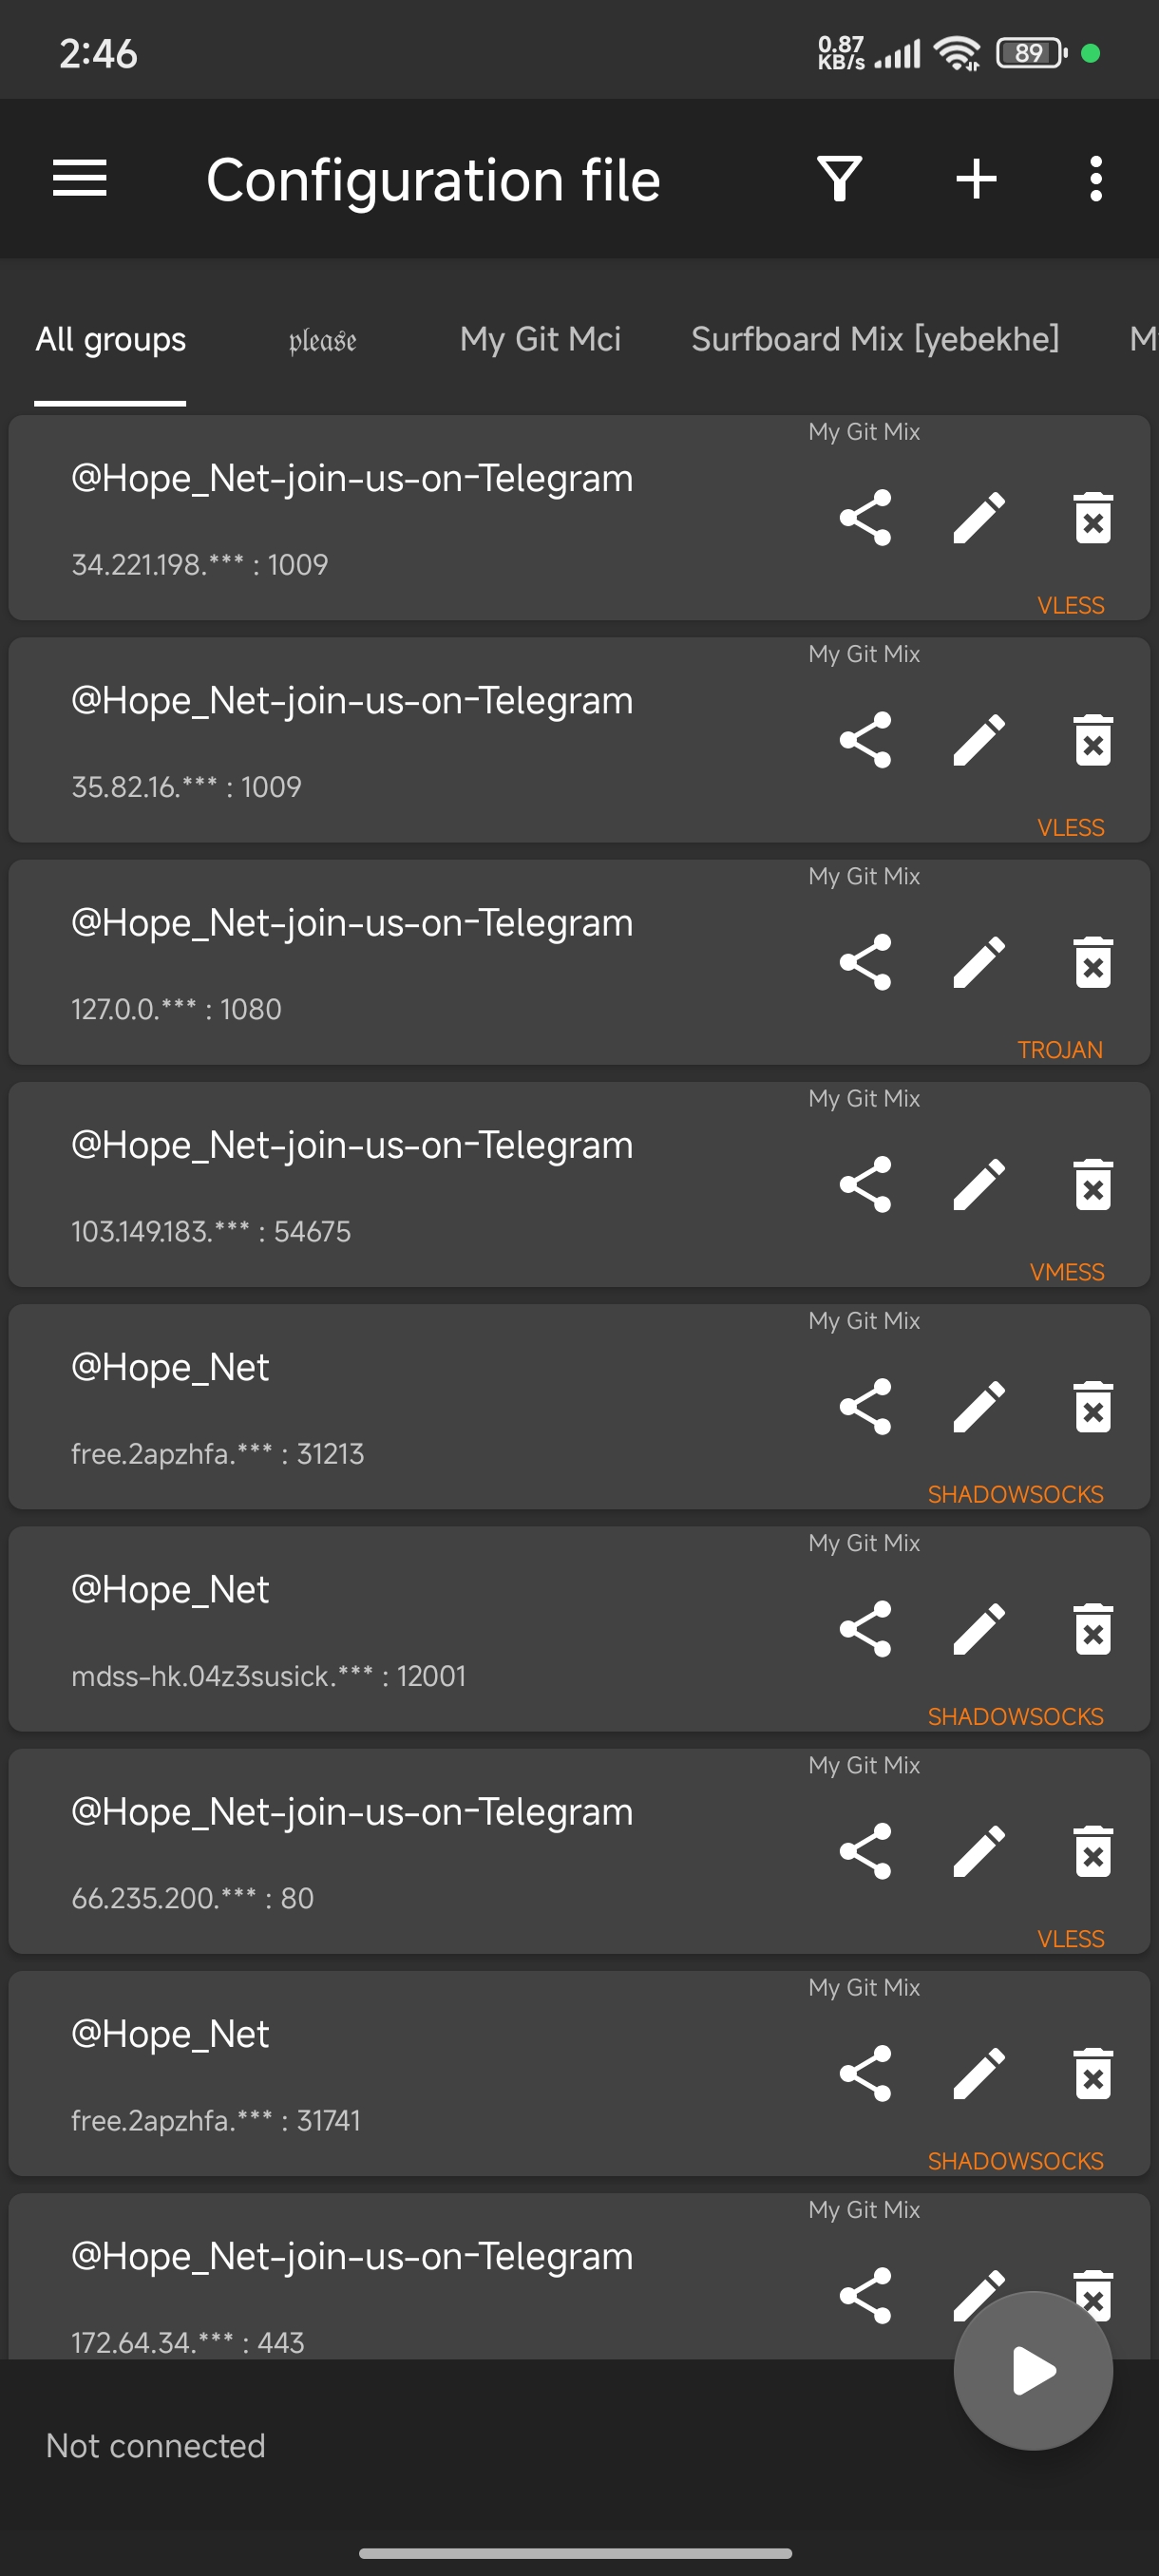 2:46
0.87
KB/s
89
Configuration file
All groups
please
My Git Mci
Surfboard Mix [yebekhe]
M
My Git Mix
@Hope_Net-join-us-on-Telegram
34.221.198.*** : 1009
VLESS
My Git Mix
@Hope_Net-join-us-on-Telegram
35.82.16.*** : 1009
VLESS
My Git Mix
@Hope_Net-join-us-on-Telegram
127.0.0.*** : 1080
TROJAN
My Git Mix
@Hope_Net-join-us-on-Telegram
103.149.183.*** : 54675
VMESS
My Git Mix
@Hope_Net
free.2apzhfa.*** : 31213
SHADOWSOCKS
My Git Mix
@Hope_Net
mdss-hk.04z3susick.*** : 12001
SHADOWSOCKS
My Git Mix
@Hope_Net-join-us-on-Telegram
66.235.200.*** : 80
VLESS
My Git Mix
@Hope_Net
free.2apzhfa.*** : 31741
SHADOWSOCKS
My Git Mix
@Hope_Net-join-us-on-Telegram
172.64.34.*** : 443
Not connected